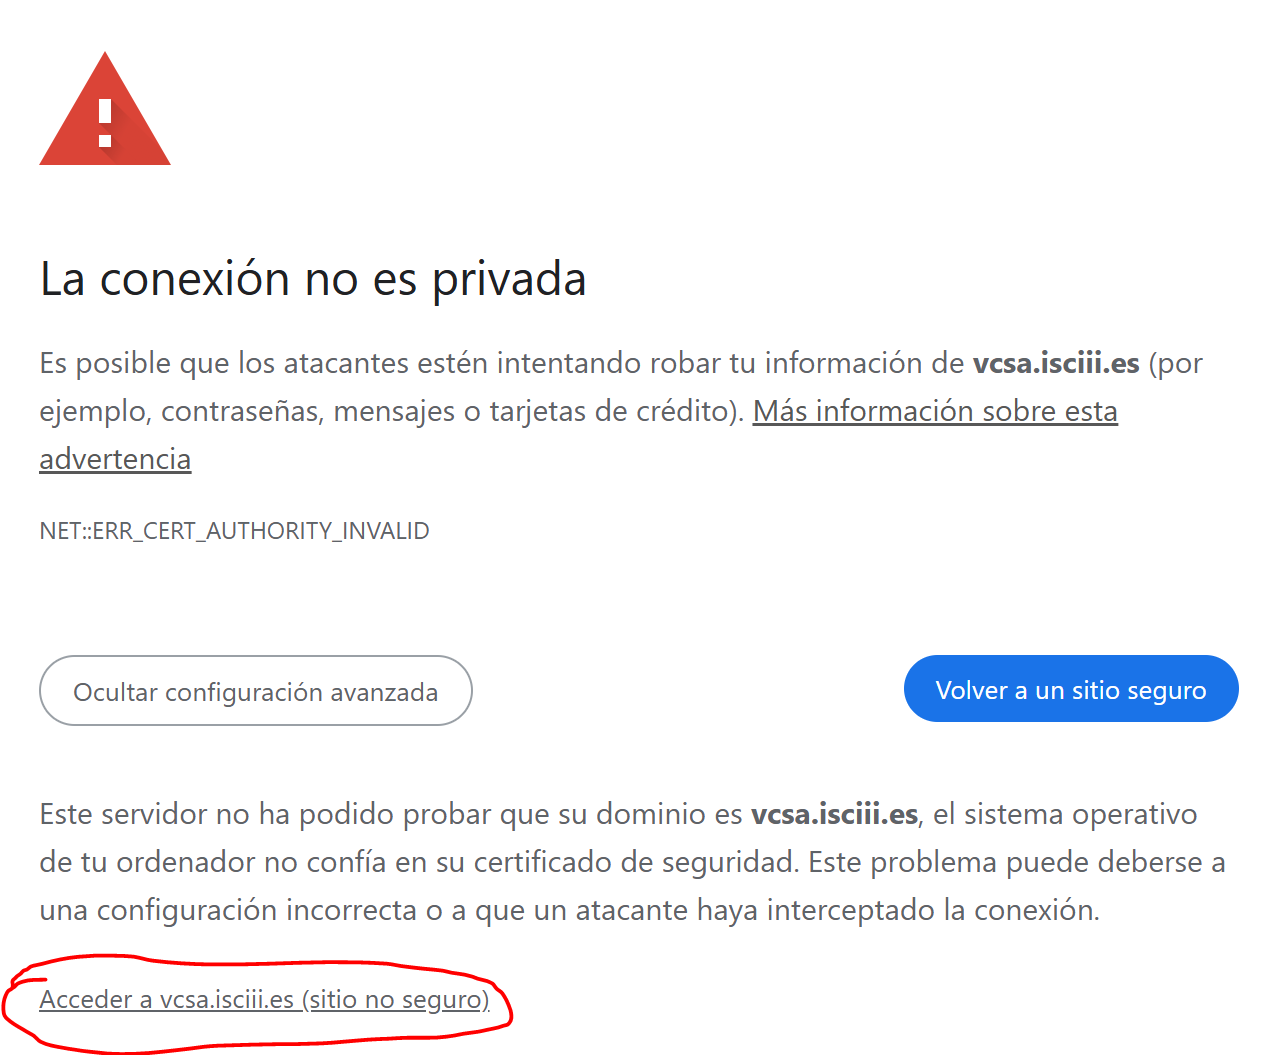 La conexión no es privada
Es posible que los atacantes estén intentando robar tu información de vcsa.isciii.es (por
ejemplo, contraseñas, mensajes o tarjetas de crédito). Más información sobre esta
advertencia
NET::ERR_CERT_AUTHORITY_INVALID
Ocultar configuración avanzada
Volver a un sitio seguro
Este servidor no ha podido probar que su dominio es vcsa.isciii.es, el sistema operativo
de tu ordenador no confía en su certificado de seguridad. Este problema puede deberse a
una configuración incorrecta o a que un atacante haya interceptado la conexión.
Acceder a vcsa.isciii.es (sitio no seguro)